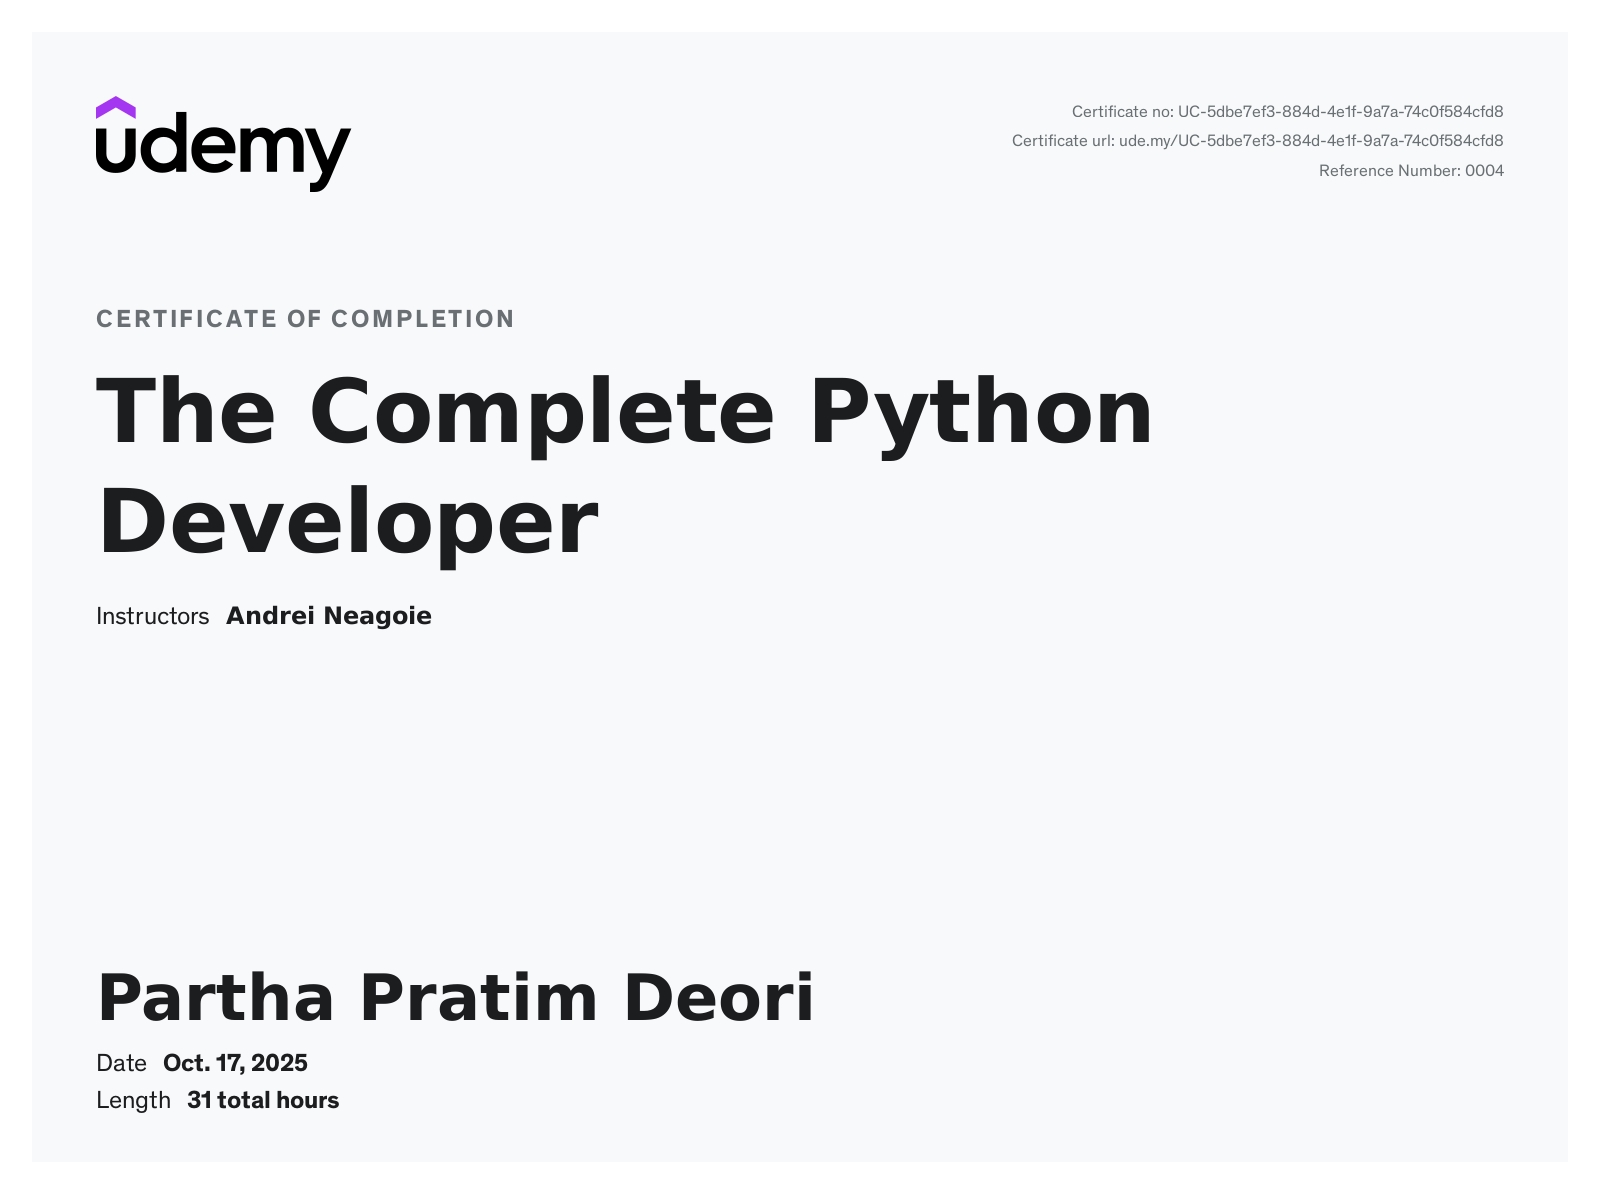 udemy
Certificate no: UC-5dbe7ef3-884d-4e1f-9a7a-74c0f584cfd8
Certificate url: ude.my/UC-5dbe7ef3-884d-4e1f-9a7a-74c0f584cfd8
Reference Number: 0004
CERTIFICATE OF COMPLETION
The Complete Python
Developer
Instructors Andrei Neagoie
Partha Pratim Deori
Date Oct. 17, 2025
Length 31 total hours